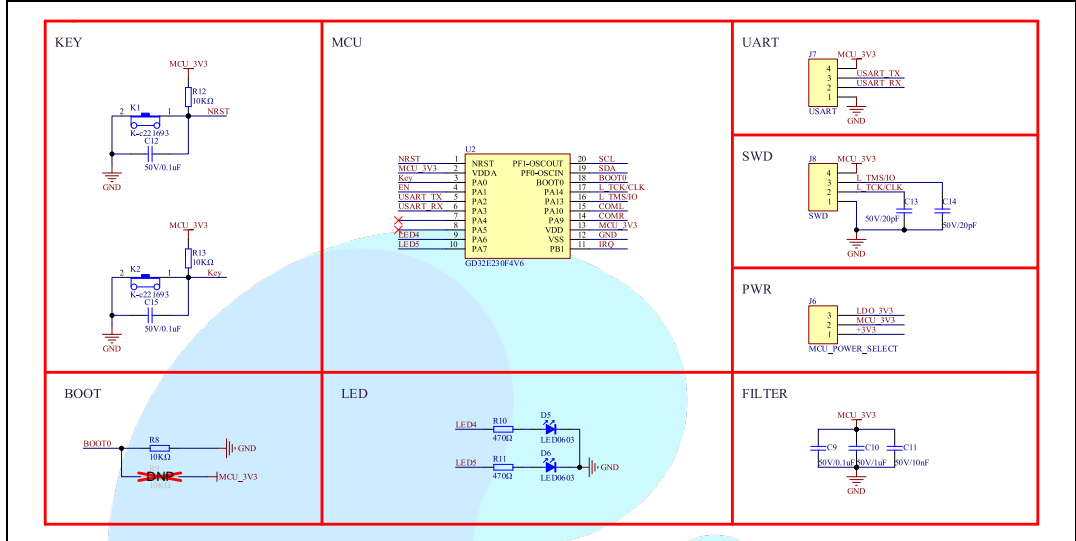 KEY
MCU_3V3
R12
10KΩ
K1
2
1
NRST
K-c221693
C12
50V/0.1uF
GND
MCU_3V3
R13
10KΩ
K2
2
1
Key
K-c221693
C15
50V/0.1uF
GND
MCU
U2
NRST 1 NRST PF1-OSCOUT 20 SCL
MCU_3V3 2 VDDA PF0-OSCIN 19 SDA
Key 3 PA0 BOOT0 18 BOOT0
EN 4 PA1 PA14 17 L_TCK/CLK
USART_TX 5 PA2 PA13 16 L_TMS/IO
USART_RX 6 PA3 PA10 15 COML
7 PA4 PA9 14 COMR
8 PA5 VDD 13 MCU_3V3
LED4 9 PA6 VSS 12 GND
LED5 10 PA7 PB1 11 IRQ
GD32E230F4V6
UART
J7
MCU_3V3
4
3 USART_TX
2 USART_RX
1
USART
GND
SWD
J8
MCU_3V3
4
3 L_TMS/IO
2 L_TCK/CLK
1
SWD
C13
50V/20pF
C14
50V/20pF
GND
PWR
J6
3 LDO_3V3
2 MCU_3V3
1 +3V3
MCU_POWER_SELECT
BOOT
BOOT0
R8
10KΩ
GND
DNP
MCU_3V3
LED
LED4
R10
470Ω
D5
LED0603
LED5
R11
470Ω
D6
LED0603
GND
FILTER
MCU_3V3
C9
50V/0.1uF
C10
50V/1uF
C11
50V/10nF
GND